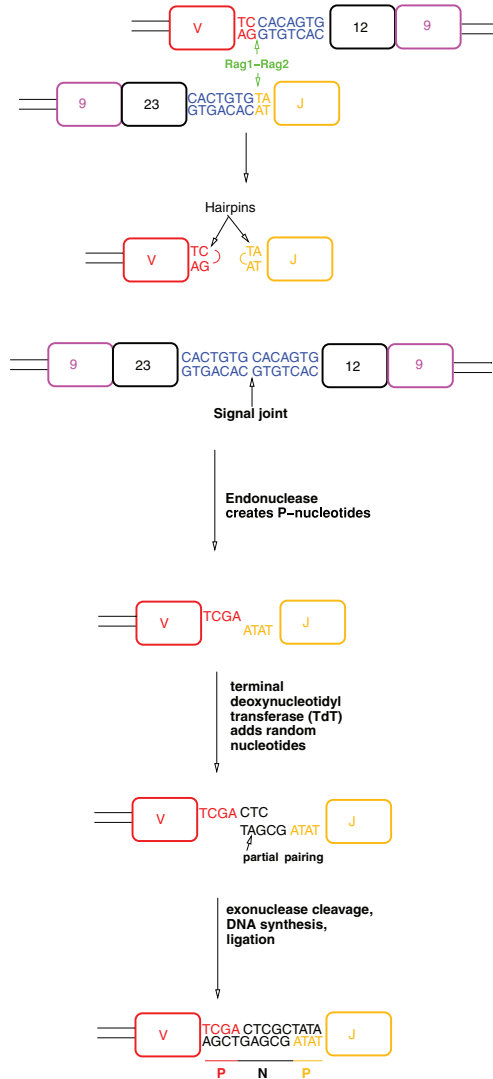 V TC CACAGTG 12 9
AG GTGTCAC
Rag1-Rag2
9 23 CACTGTG TA J
GTGACAC AT
Hairpins
V TC TA J
AG AT
9 23 CACTGTG CACAGTG 12 9
GTGACAC GTGTCAC
Signal joint
Endonuclease
creates P-nucleotides
V TCGA J
ATAT
terminal
deoxynucleotidyl
transferase (TdT)
adds random
nucleotides
V TCGA CTC J
TAGCG ATAT
partial pairing
exonuclease cleavage,
DNA synthesis,
ligation
V TCGA CTCGCTATA J
AGCTGAGCG ATAT
P N P